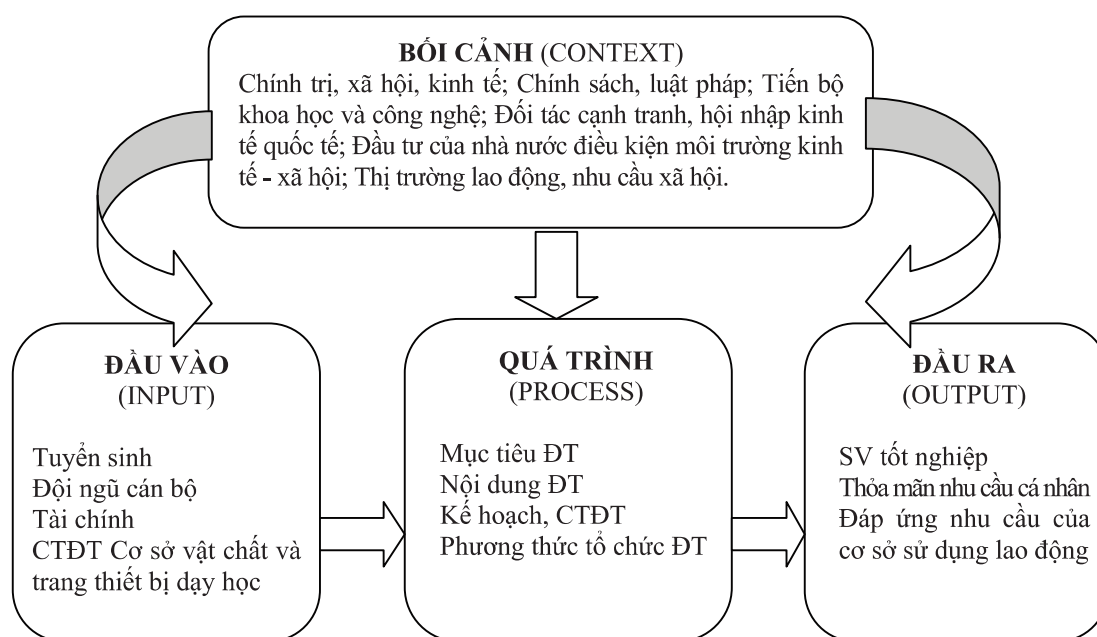 BỐI CẢNH (CONTEXT)
Chính trị, xã hội, kinh tế; Chính sách, luật pháp; Tiến bộ
khoa học và công nghệ; Đối tác cạnh tranh, hội nhập kinh
tế quốc tế; Đầu tư của nhà nước điều kiện môi trường kinh
tế - xã hội; Thị trường lao động, nhu cầu xã hội.
ĐẦU VÀO
(INPUT)
Tuyển sinh
Đội ngũ cán bộ
Tài chính
CTĐT Cơ sở vật chất và
trang thiết bị dạy học
QUÁ TRÌNH
(PROCESS)
Mục tiêu ĐT
Nội dung ĐT
Kế hoạch, CTĐT
Phương thức tổ chức ĐT
ĐẦU RA
(OUTPUT)
SV tốt nghiệp
Thỏa mãn nhu cầu cá nhân
Đáp ứng nhu cầu của
cơ sở sử dụng lao động